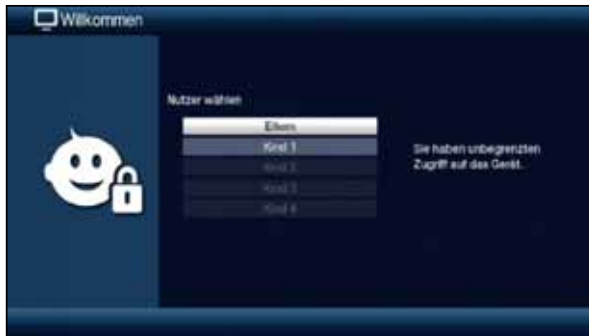 Willkommen
Nutzer wählen
Eltern
Kind 1
Kind 2
Kind 3
Kind 4
Sie haben unbegrenzten
Zugriff auf das Gerät.